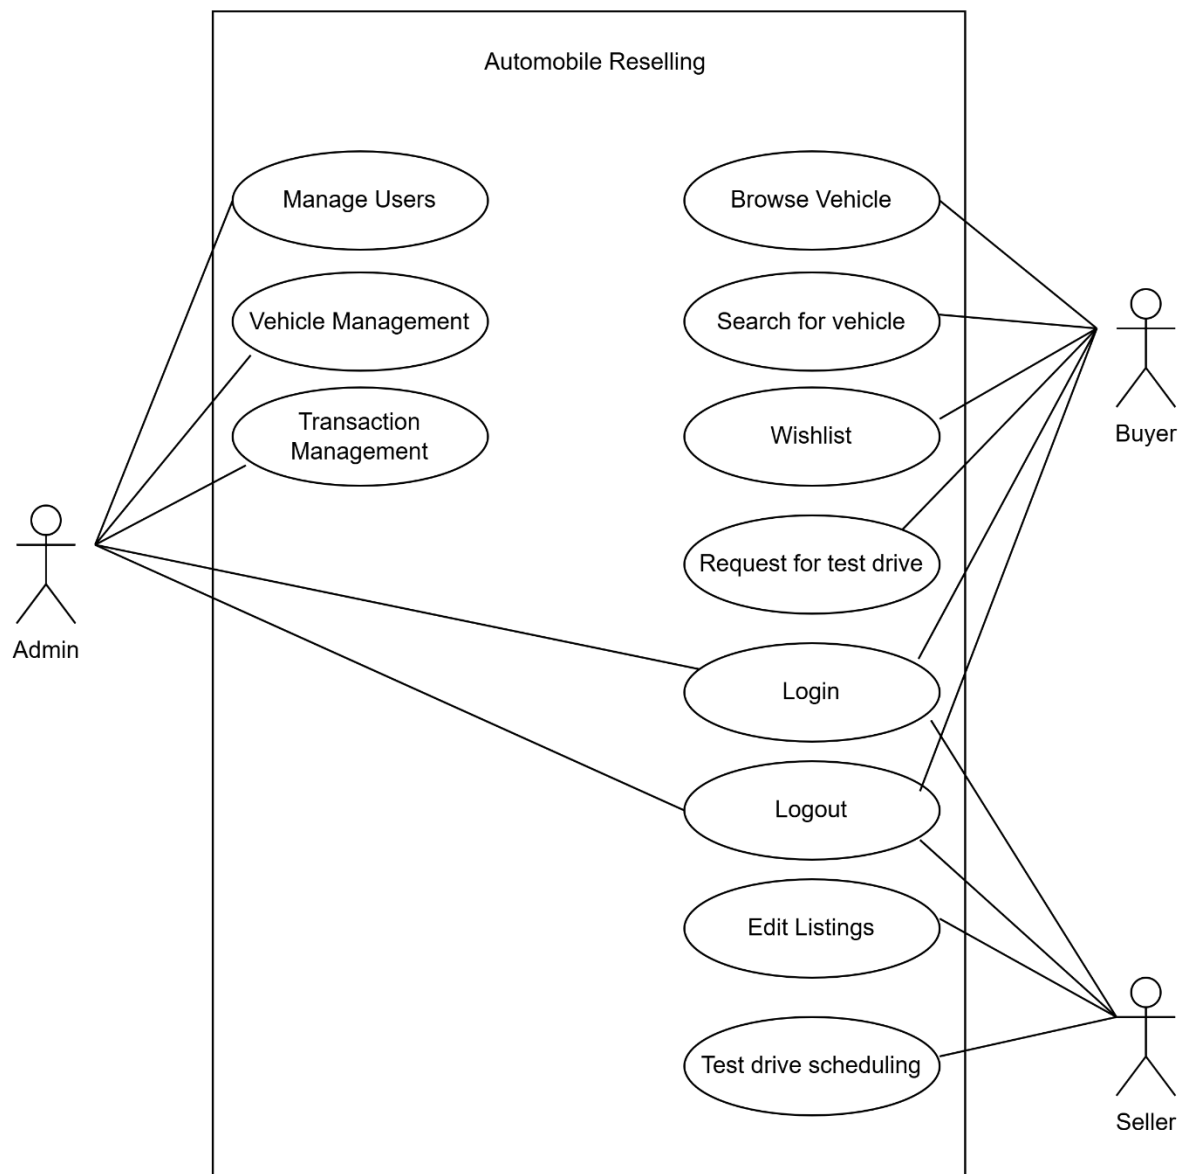 Automobile Reselling
Manage Users
Browse Vehicle
Vehicle Management
Search for vehicle
Transaction
Management
Wishlist
Buyer
Request for test drive
Admin
Login
Logout
Edit Listings
Test drive scheduling
Seller